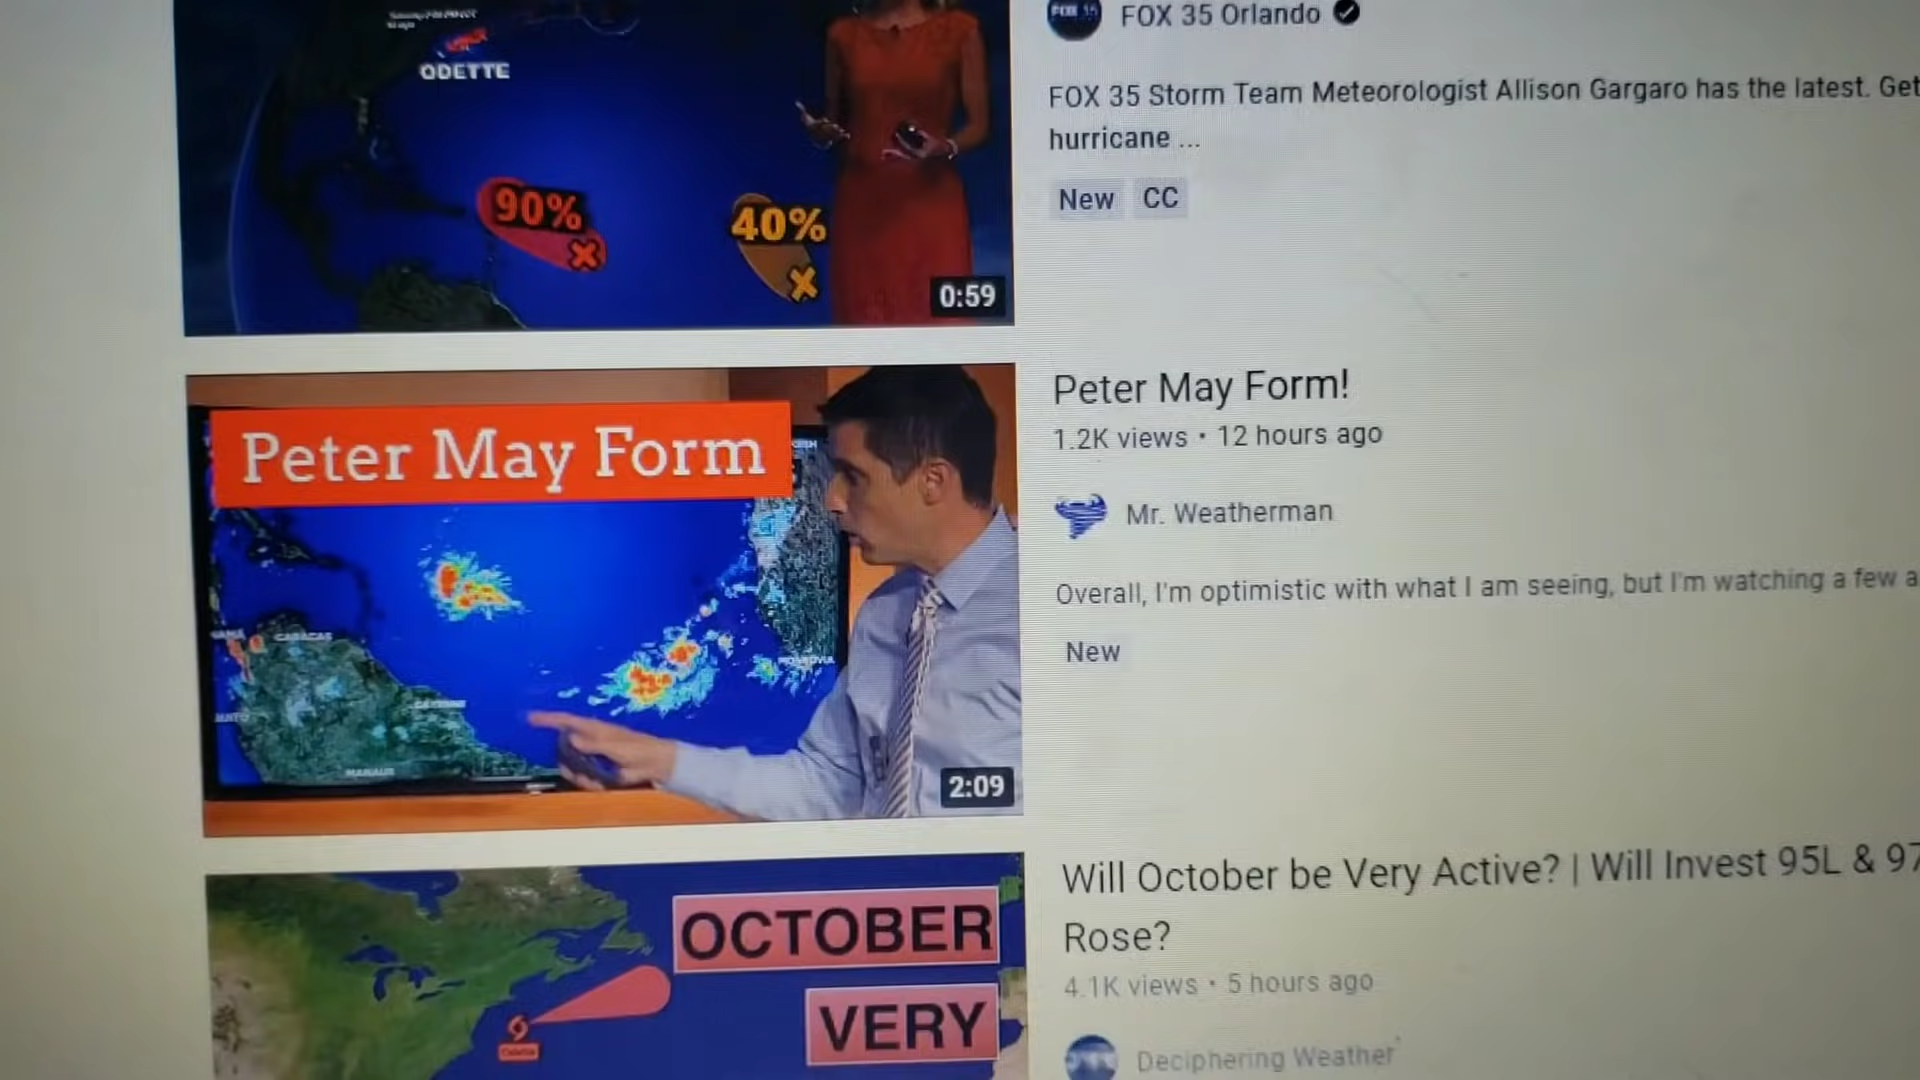 ODETTE
90%
40%
0:59
FOX 35 Orlando
FOX 35 Storm Team Meteorologist Allison Gargaro has the latest. Get
hurricane ...
New CC
Peter May Form
CARACAS
CAYENNE
MANAUS
2:09
Peter May Form!
1.2K views • 12 hours ago
Mr. Weatherman
Overall, I'm optimistic with what I am seeing, but I'm watching a few a
New
OCTOBER
VERY
Will October be Very Active? | Will Invest 95L & 97
Rose?
4.1K views • 5 hours ago
Deciphering Weather